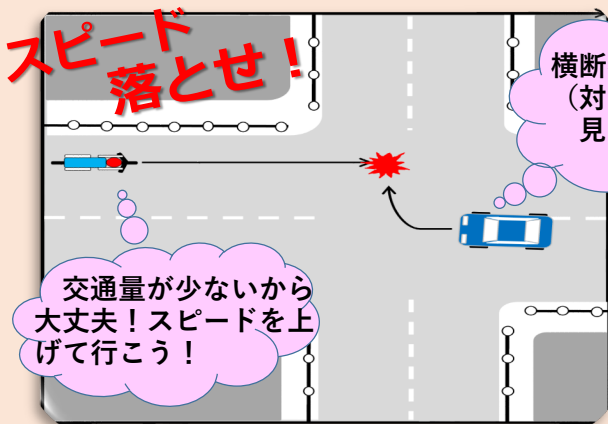 スピード
落とせ！
横断
（対
見
交通量が少ないから
大丈夫！スピードを上
げて行こう！